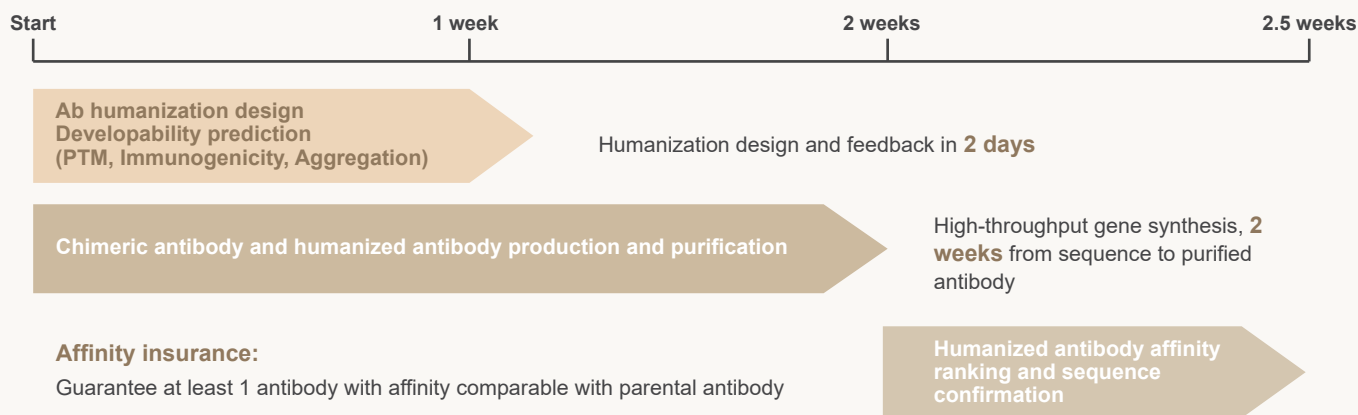 Start
1 week
2 weeks
2.5 weeks
Ab humanization design
Developability prediction
(PTM, Immunogenicity, Aggregation)
Humanization design and feedback in 2 days
Chimeric antibody and humanized antibody production and purification
High-throughput gene synthesis, 2
weeks from sequence to purified
antibody
Affinity insurance:
Guarantee at least 1 antibody with affinity comparable with parental antibody
Humanized antibody affinity
ranking and sequence
confirmation